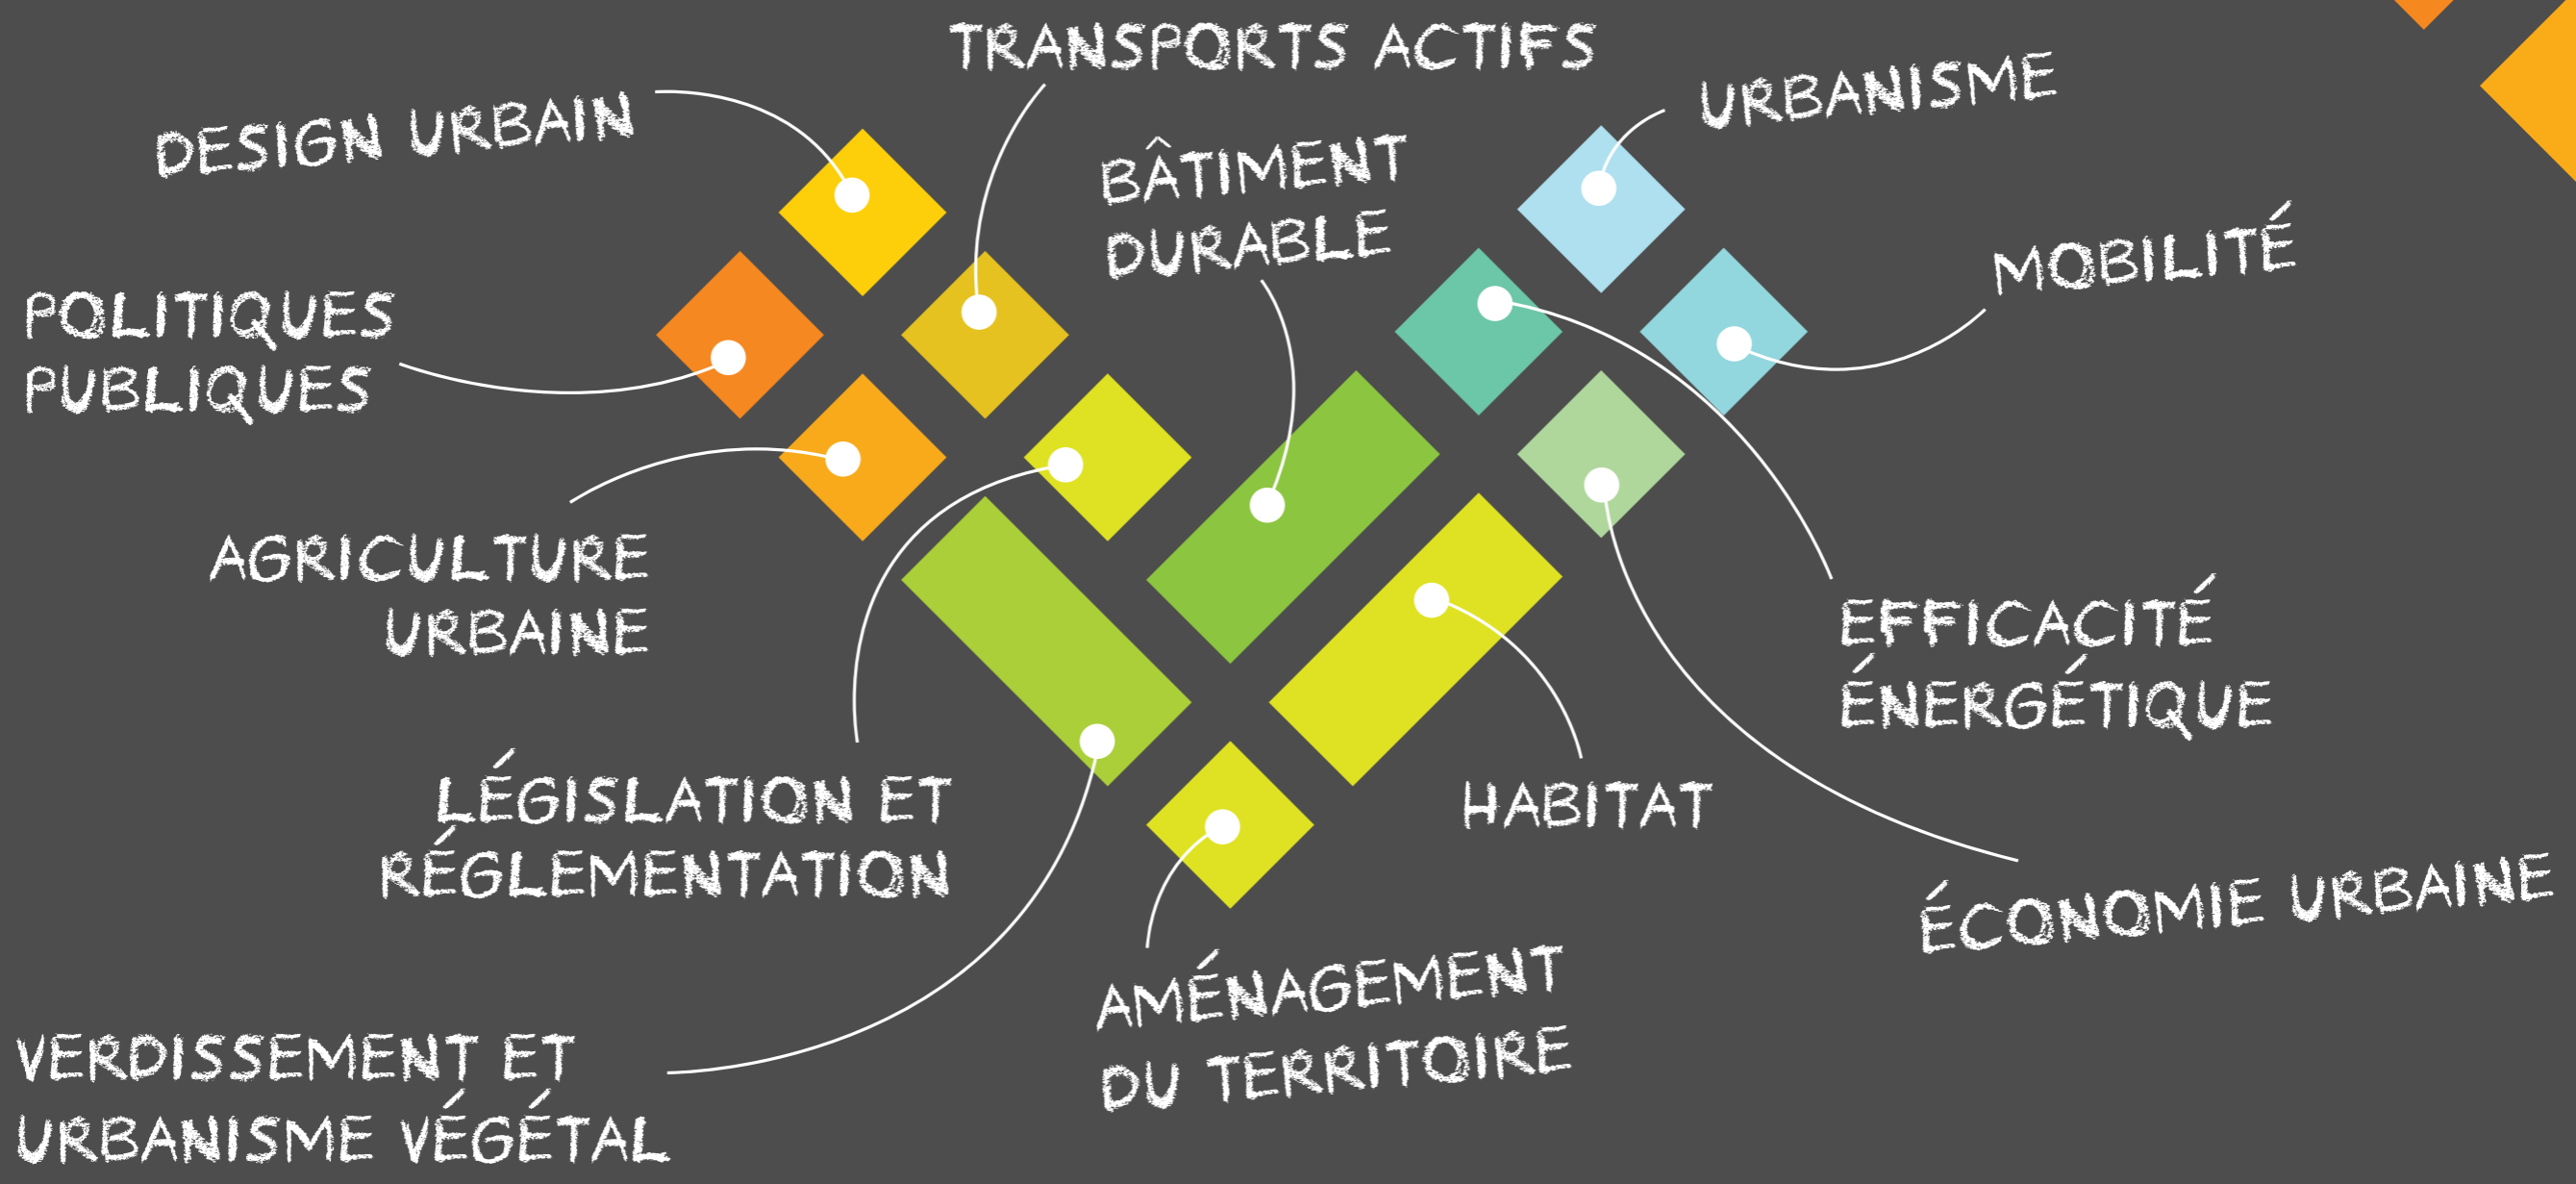 TRANSPORTS ACTIFS
DESIGN URBAIN
URBANISME
BÂTIMENT
DURABLE
MOBILITÉ
POLITIQUES
PUBLIQUES
AGRICULTURE
URBAINE
EFFICACITÉ
ÉNERGÉTIQUE
LÉGISLATION ET
RÉGLEMENTATION
HABITAT
ÉCONOMIE URBAINE
AMÉNAGEMENT
DU TERRITOIRE
VERDISSEMENT ET
URBANISME VÉGÉTAL